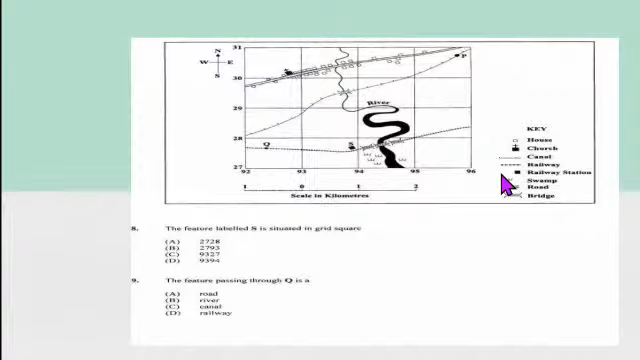 31
30
29
28
27
N
W E
S
P
River
Q
S
92 93 94 95 96
1 0 1 2
Scale in Kilometres
KEY
House
Church
Canal
Railway
Railway Station
Swamp
Road
Bridge
8. The feature labelled S is situated in grid square
(A) 2728
(B) 2793
(C) 9327
(D) 9394
9. The feature passing through Q is a
(A) road
(B) river
(C) canal
(D) railway